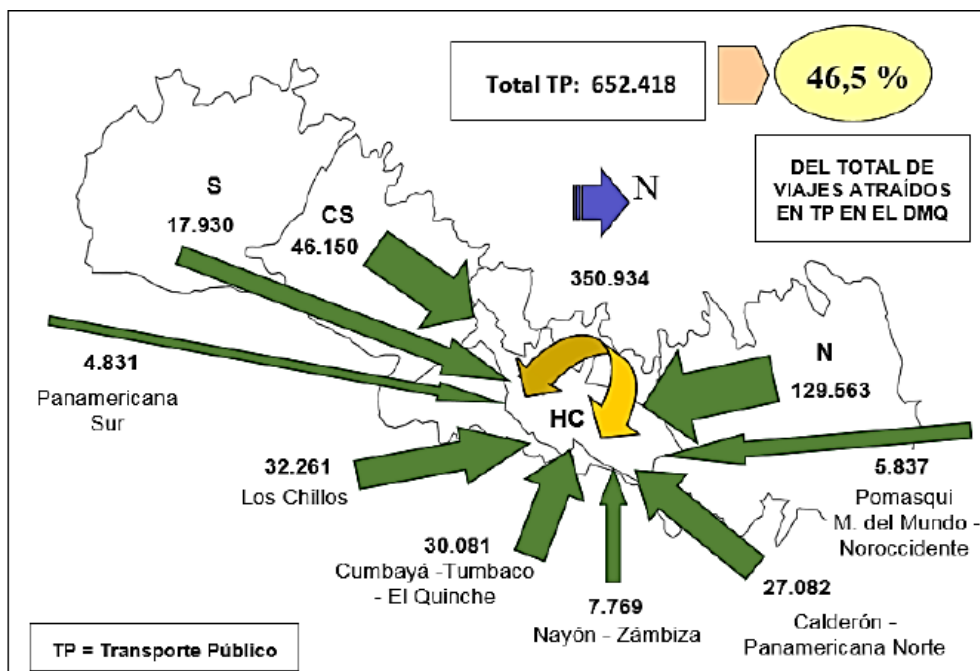 Total TP: 652.418
46,5 %
DEL TOTAL DE
VIAJES ATRAÍDOS
EN TP EN EL DMQ
N
S
17.930
CS
46.150
350.934
N
129.563
HC
4.831
Panamericana
Sur
32.261
Los Chillos
30.081
Cumbayá -Tumbaco
- El Quinche
7.769
Nayón - Zámbiza
27.082
Calderón -
Panamericana Norte
5.837
Pomasqui
M. del Mundo -
Noroccidente
TP = Transporte Público